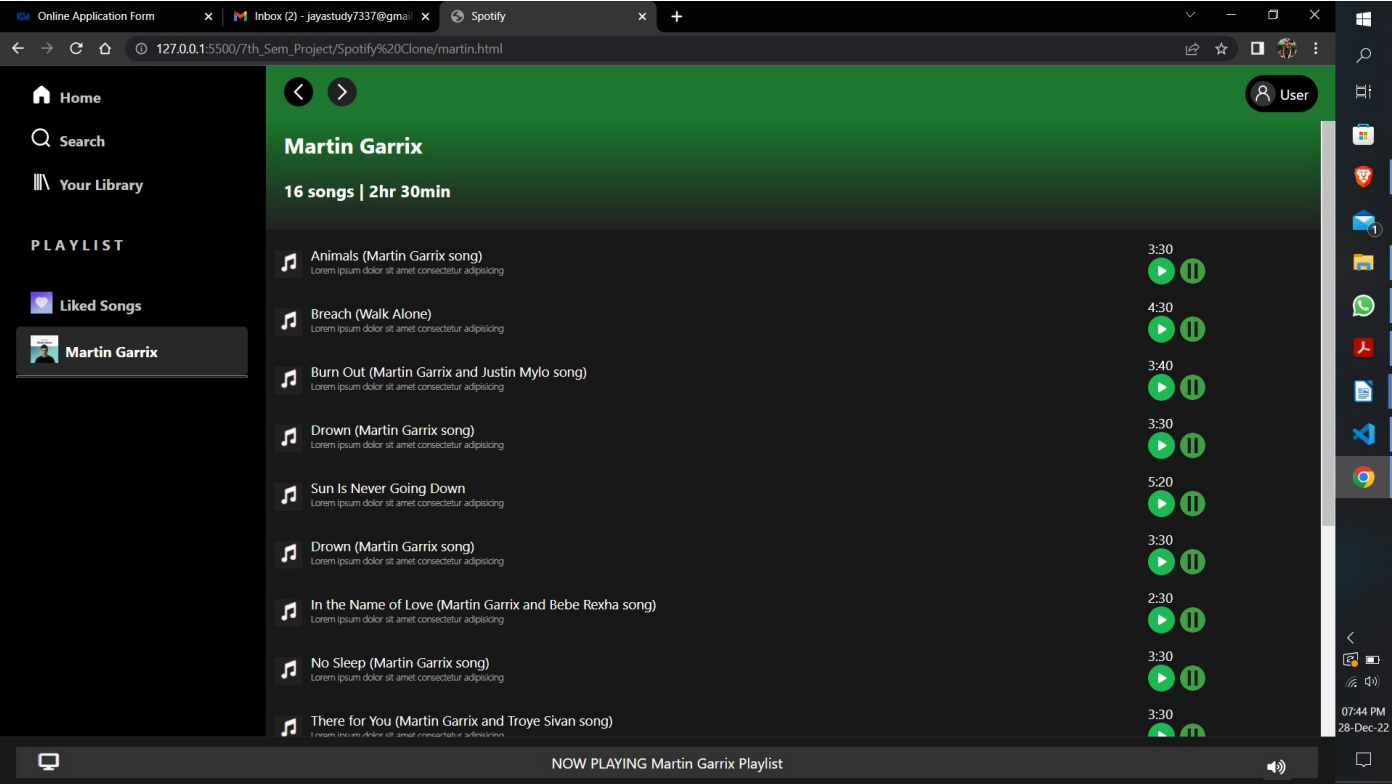 Online Application Form
Inbox (2) - jayastudy7337@gmail
Spotify
127.0.0.1:5500/7th_Sem_Project/Spotify%20Clone/martin.html
Home
Search
Your Library
PLAYLIST
Liked Songs
Martin Garrix
User
Martin Garrix
16 songs | 2hr 30min
Animals (Martin Garrix song)
Lorem ipsum dolor sit amet consectetur adipisicing
3:30
Breach (Walk Alone)
Lorem ipsum dolor sit amet consectetur adipisicing
4:30
Burn Out (Martin Garrix and Justin Mylo song)
Lorem ipsum dolor sit amet consectetur adipisicing
3:40
Drown (Martin Garrix song)
Lorem ipsum dolor sit amet consectetur adipisicing
3:30
Sun Is Never Going Down
Lorem ipsum dolor sit amet consectetur adipisicing
5:20
Drown (Martin Garrix song)
Lorem ipsum dolor sit amet consectetur adipisicing
3:30
In the Name of Love (Martin Garrix and Bebe Rexha song)
Lorem ipsum dolor sit amet consectetur adipisicing
2:30
No Sleep (Martin Garrix song)
Lorem ipsum dolor sit amet consectetur adipisicing
3:30
There for You (Martin Garrix and Troye Sivan song)
Lorem ipsum dolor sit amet consectetur adipisicing
3:30
NOW PLAYING Martin Garrix Playlist
1
07:44 PM
28-Dec-22